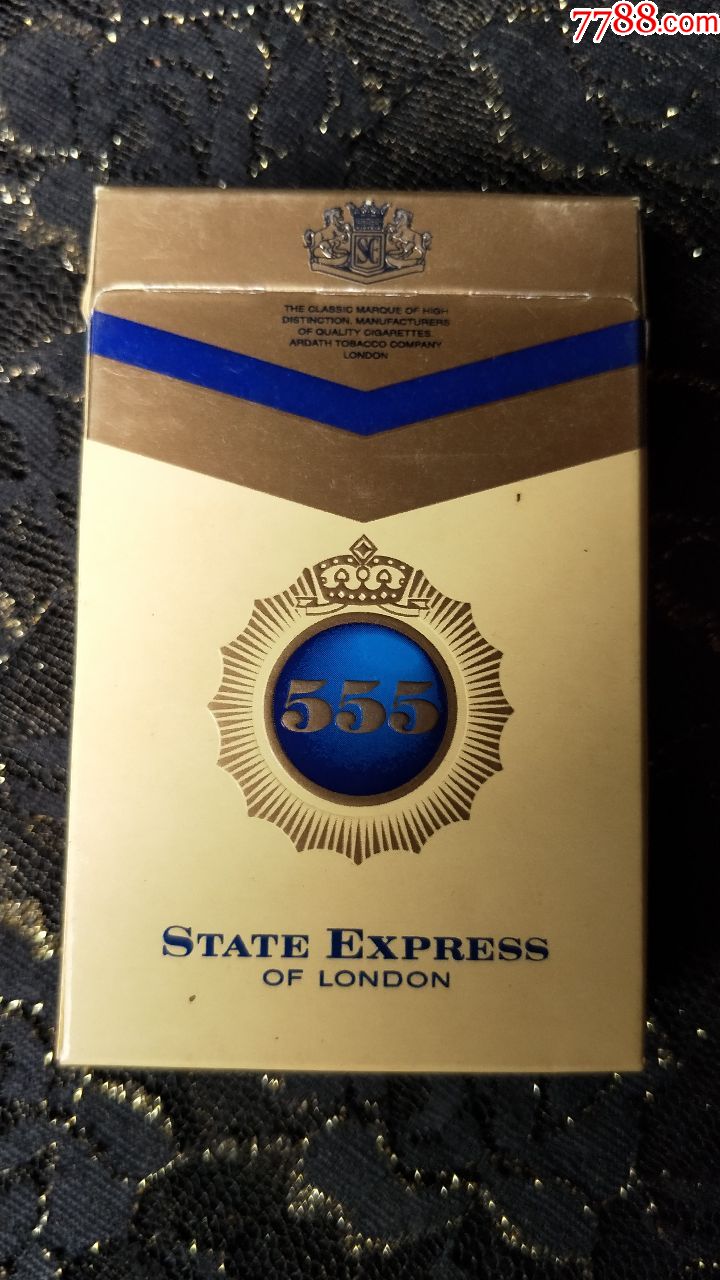 7788.com
SC
THE CLASSIC MARQUE OF HIGH
DISTINCTION. MANUFACTURERS
OF QUALITY CIGARETTES.
ARDATH TOBACCO COMPANY
LONDON
555
STATE EXPRESS
OF LONDON